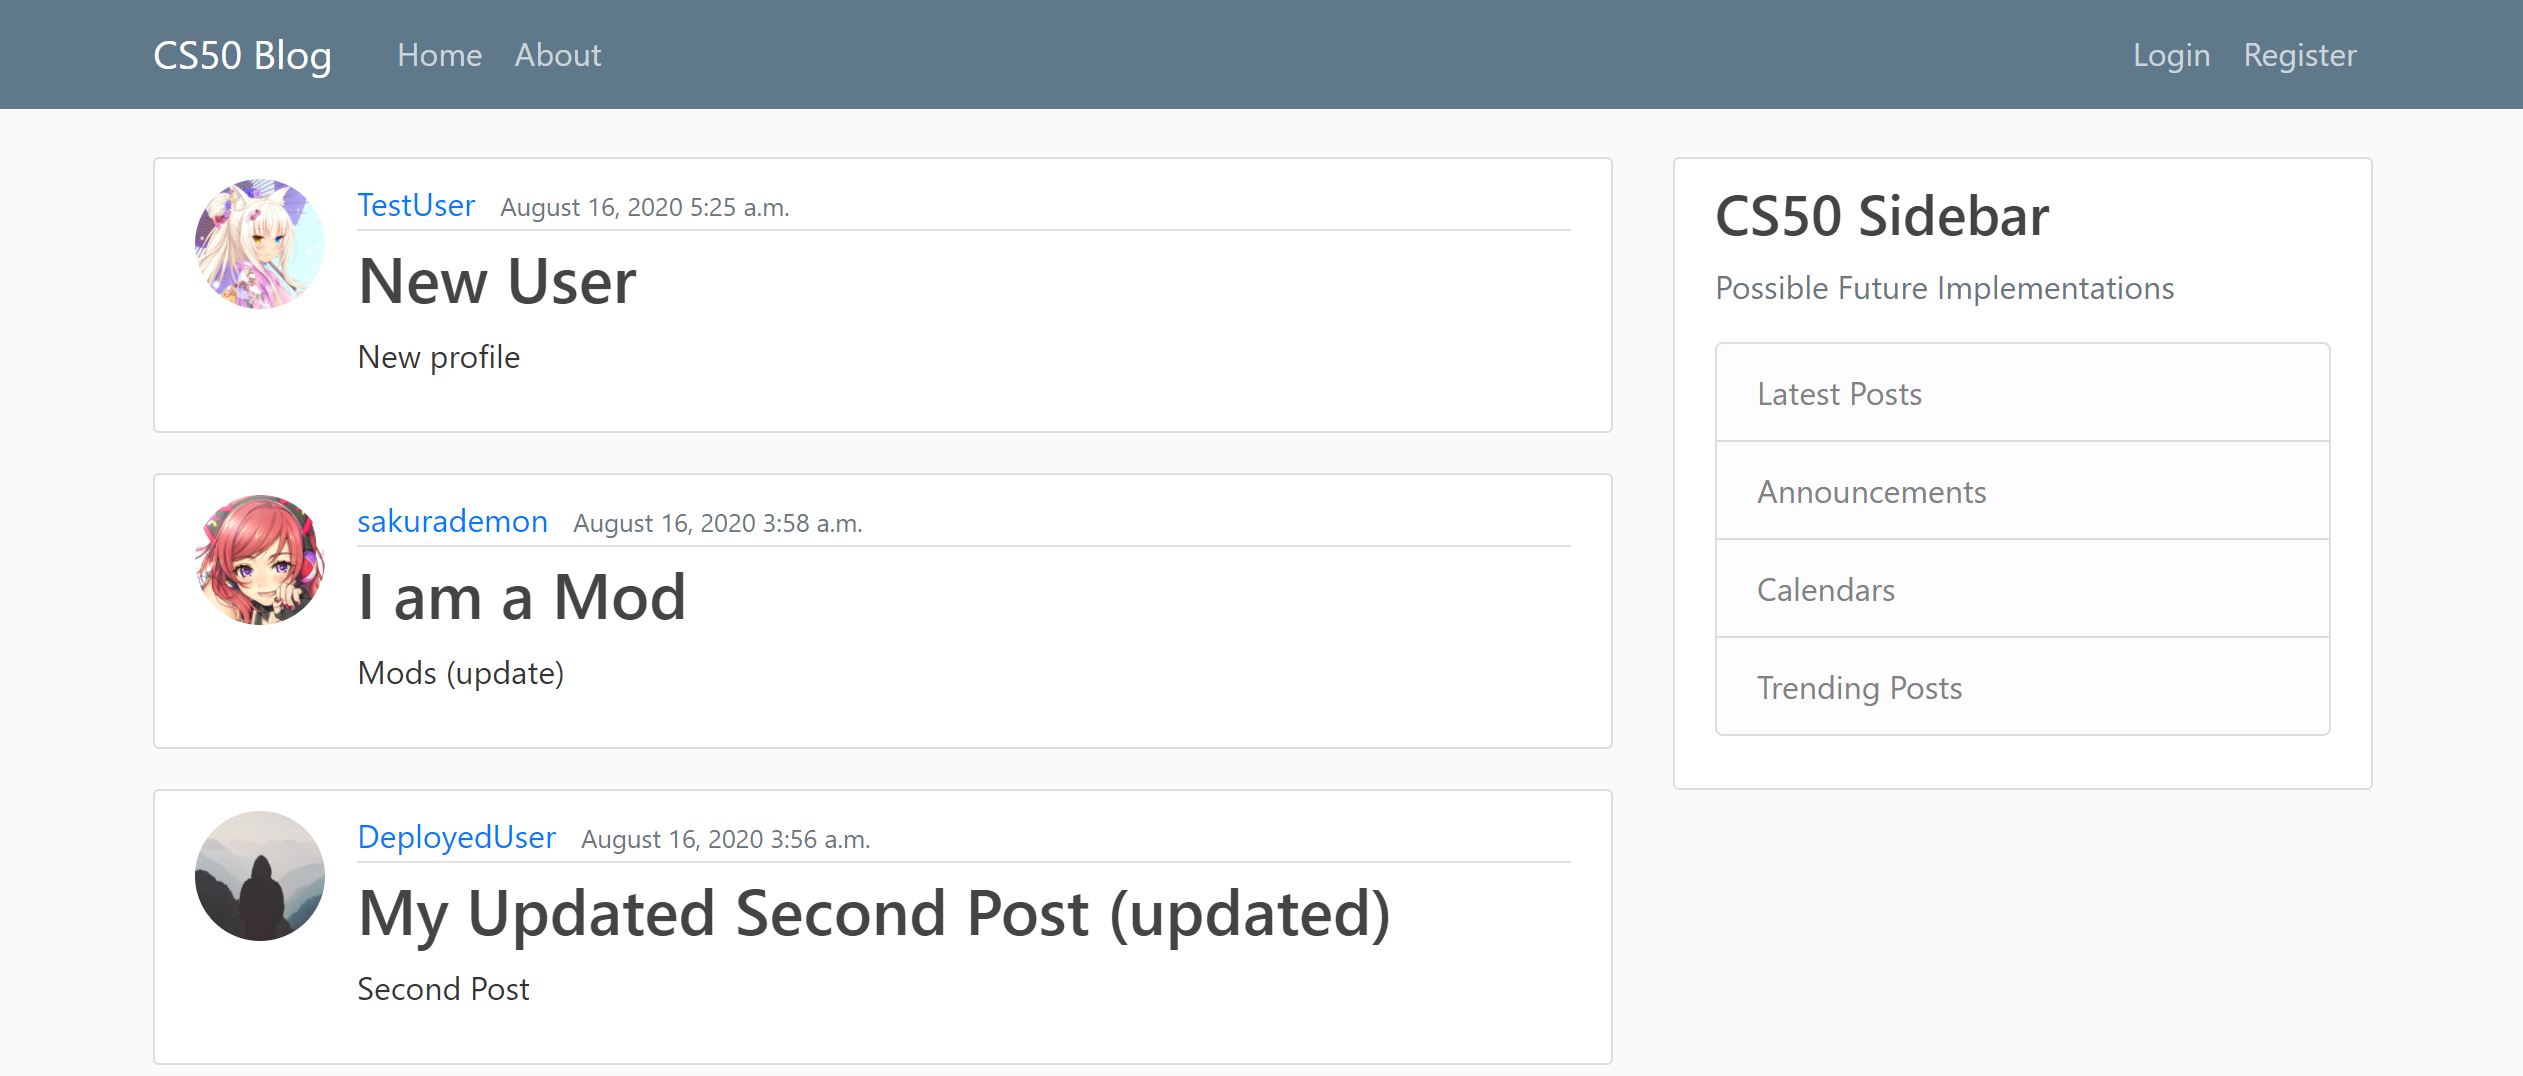 CS50 Blog Home About Login Register
TestUser August 16, 2020 5:25 a.m.
New User
New profile
sakurademon August 16, 2020 3:58 a.m.
I am a Mod
Mods (update)
DeployedUser August 16, 2020 3:56 a.m.
My Updated Second Post (updated)
Second Post
CS50 Sidebar
Possible Future Implementations
Latest Posts
Announcements
Calendars
Trending Posts